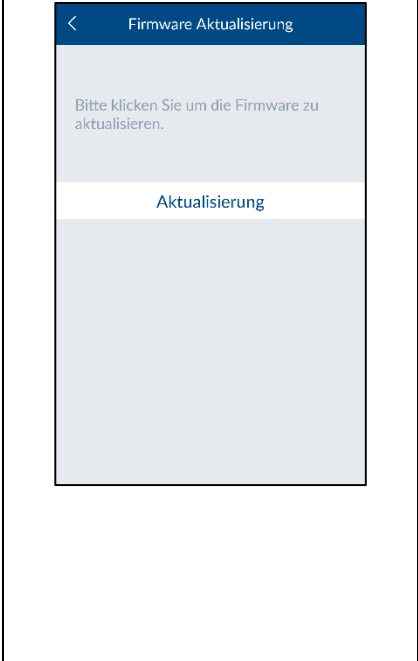 Firmware Aktualisierung
Bitte klicken Sie um die Firmware zu
aktualisieren.
Aktualisierung